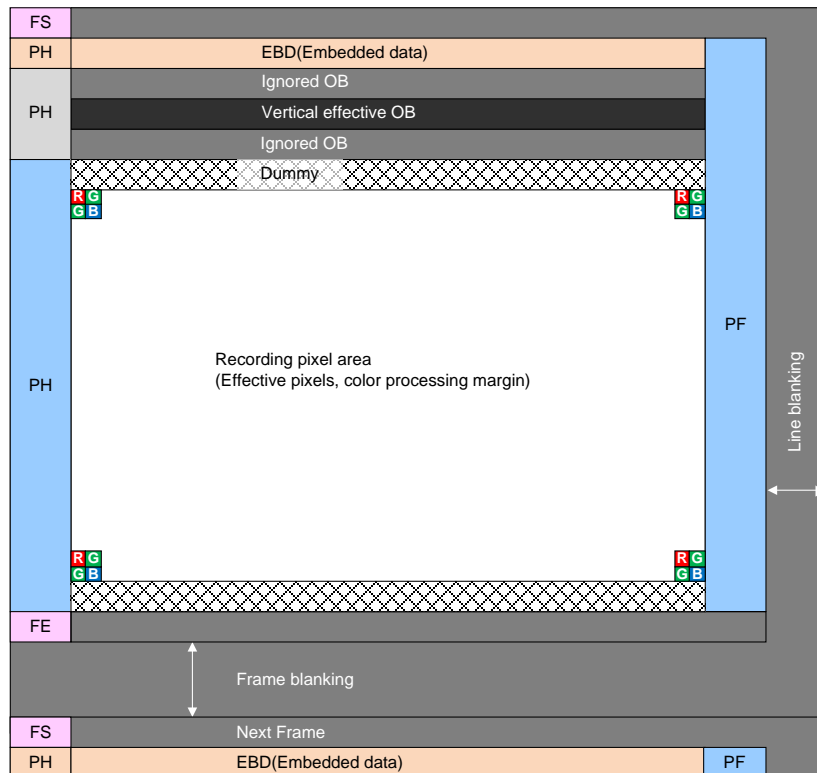 FS
PH EBD(Embedded data)
Ignored OB
PH Vertical effective OB
Ignored OB
Dummy
R G R G
G B G B
PF
Recording pixel area
(Effective pixels, color processing margin)
PH
Line blanking
R G R G
G B G B
FE
Frame blanking
FS Next Frame
PH EBD(Embedded data) PF